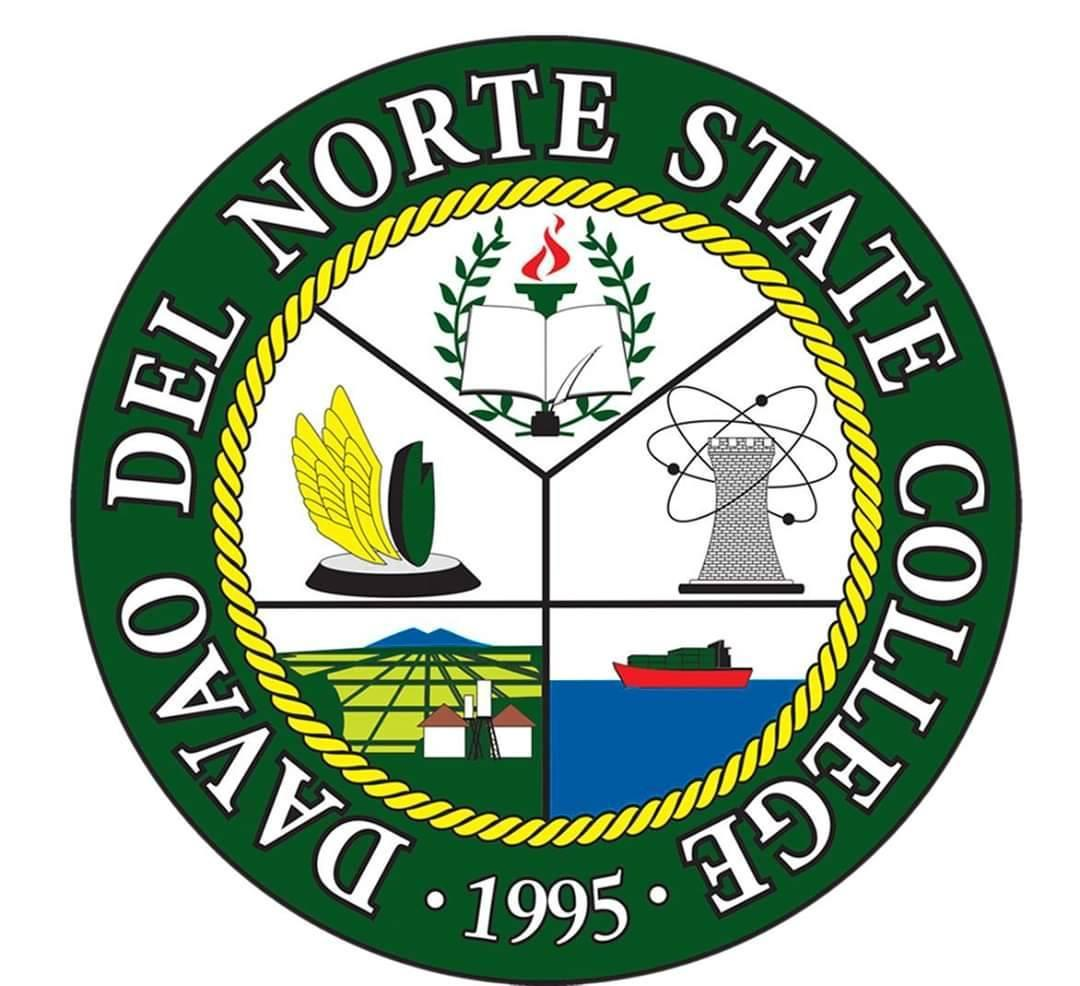 DAVAO DEL NORTE STATE COLLEGE
· 1995 ·